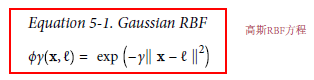 Equation 5-1. Gaussian RBF
ϕγ(x, ℓ) = exp (−γ‖ x − ℓ ‖²)
高斯RBF方程